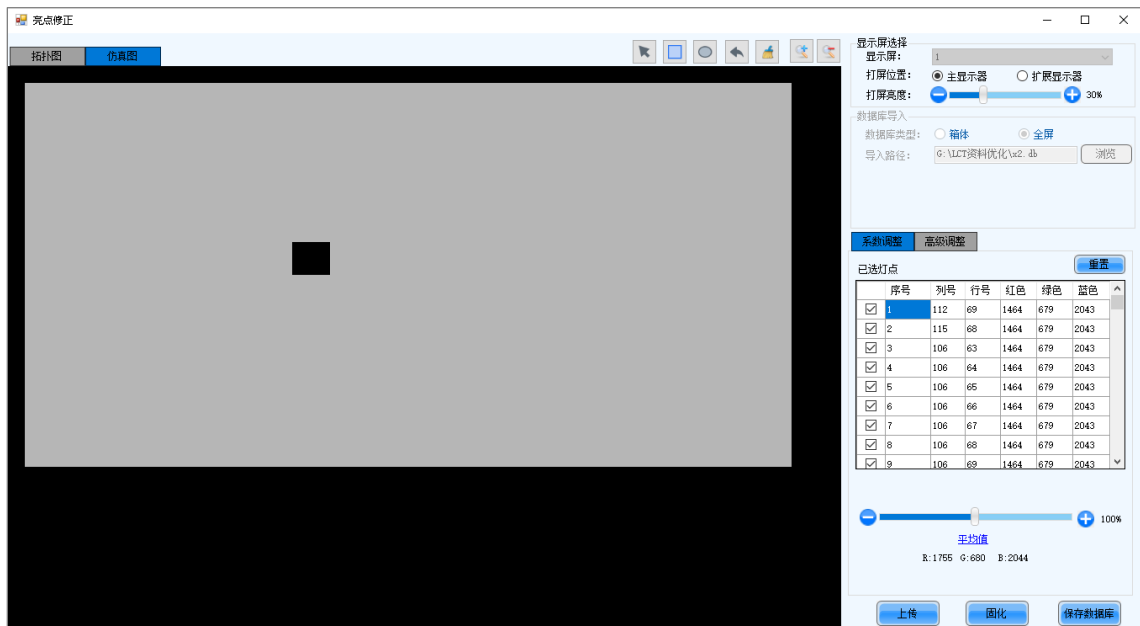 亮点修正
拓扑图 仿真图
显示屏选择
显示屏: 1
打屏位置: 主显示器 扩展显示器
打屏亮度: 30%
数据库导入
数据库类型: 箱体 全屏
导入路径: G:\LCT资料优化\x2.db 浏览
系数调整 高级调整
已选灯点 重置
序号 列号 行号 红色 绿色 蓝色
1 112 69 1464 679 2043
2 115 68 1464 679 2043
3 106 63 1464 679 2043
4 106 64 1464 679 2043
5 106 65 1464 679 2043
6 106 66 1464 679 2043
7 106 67 1464 679 2043
8 106 68 1464 679 2043
9 106 69 1464 679 2043
100%
平均值
R:1755 G:680 B:2044
上传 固化 保存数据库